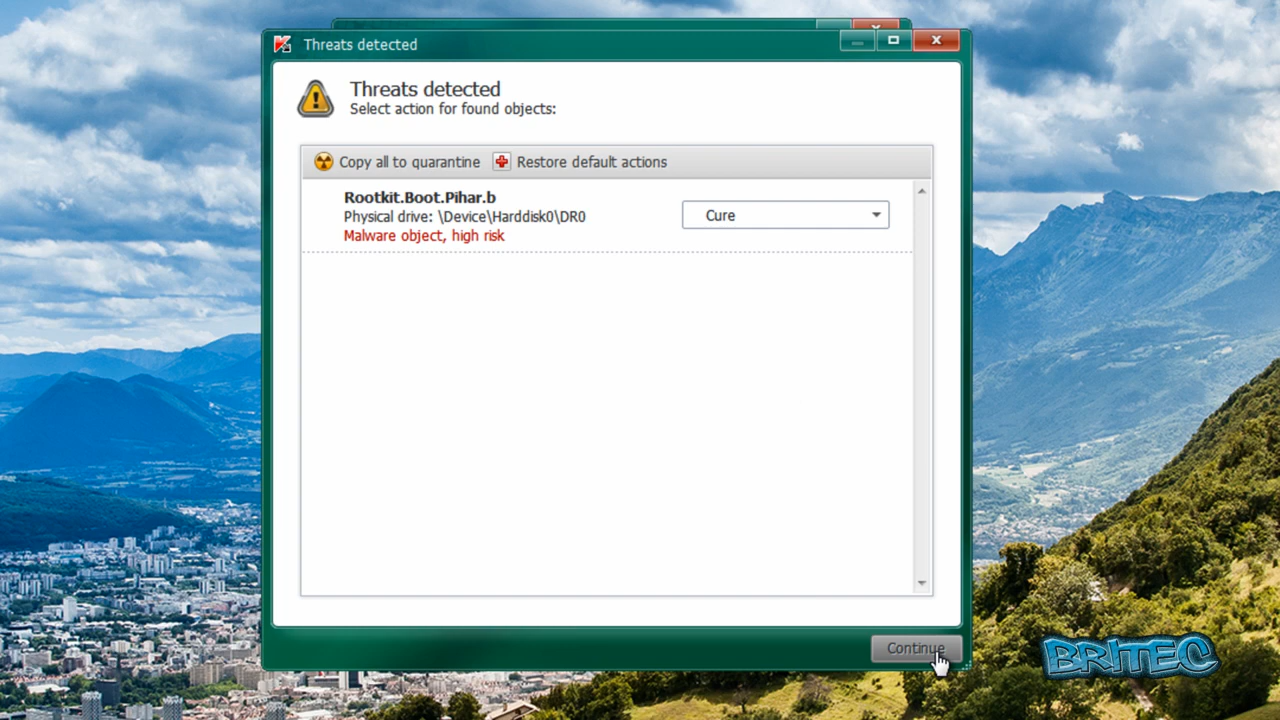 Threats detected
Threats detected
Select action for found objects:
Copy all to quarantine Restore default actions
Rootkit.Boot.Pihar.b
Physical drive: \Device\Harddisk0\DR0
Cure
Malware object, high risk
Continue
BRITEC